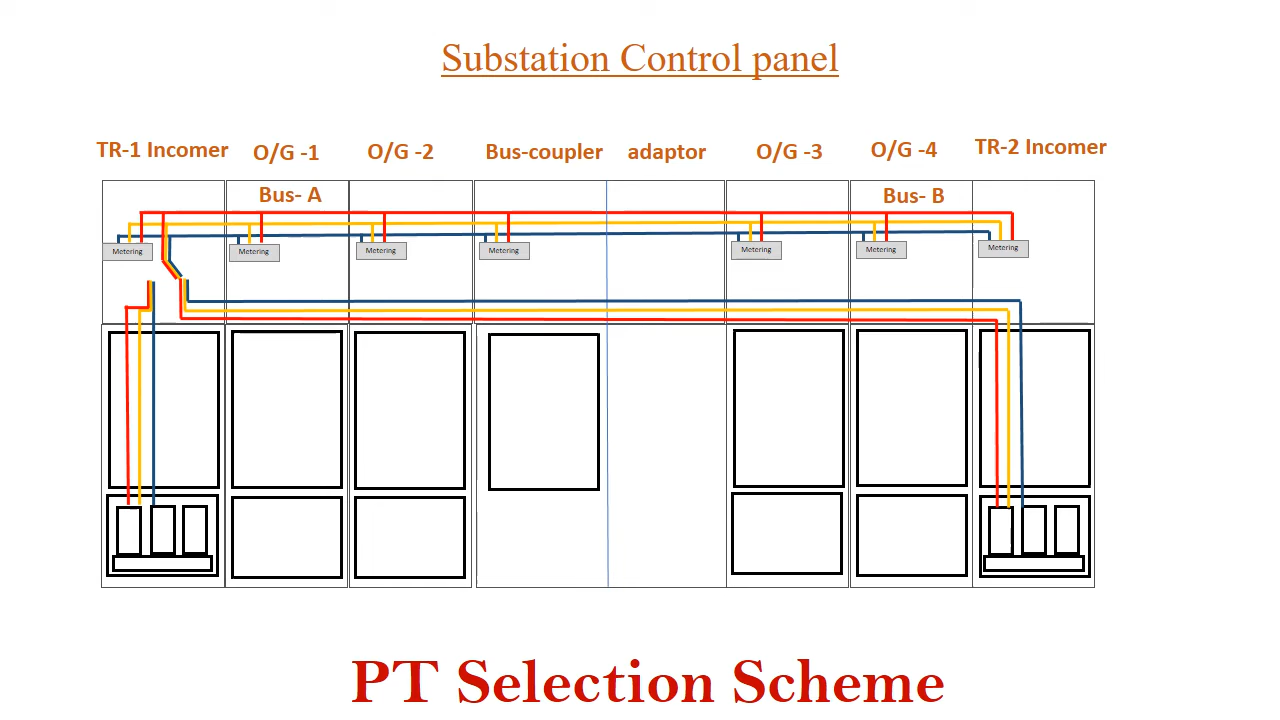 Substation Control panel
TR-1 Incomer O/G -1 O/G -2 Bus-coupler adaptor O/G -3 O/G -4 TR-2 Incomer
Bus- A Bus- B
Metering Metering Metering Metering Metering Metering Metering
PT Selection Scheme